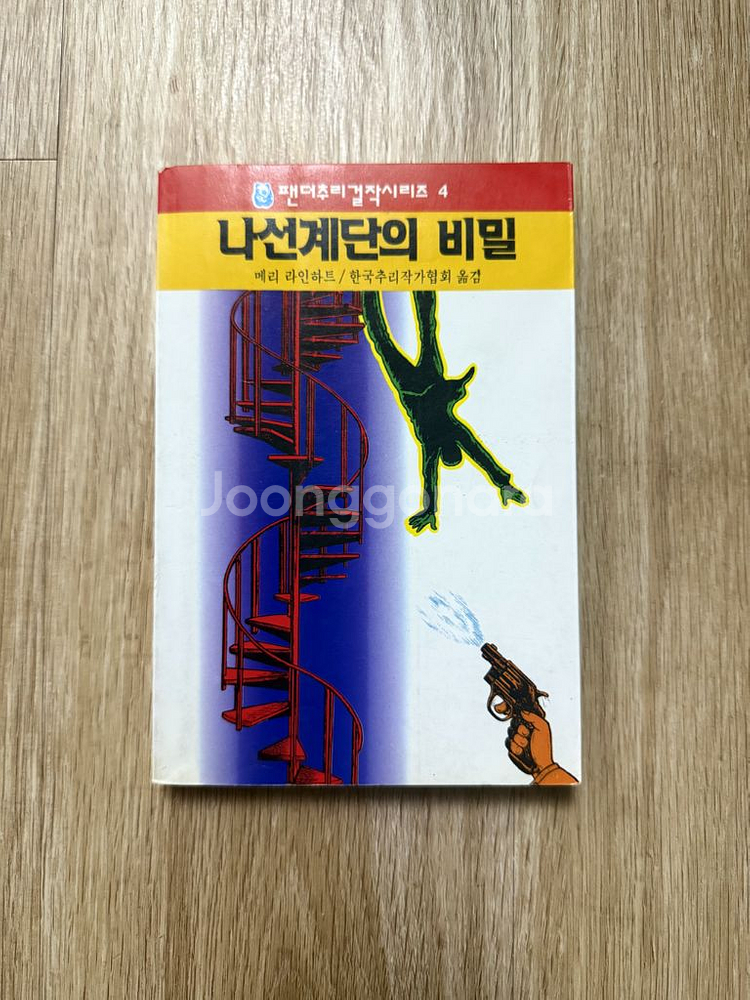 팬더추리걸작시리즈 4
나선계단의 비밀
메리 라인하트 / 한국추리작가협회 옮김
Joonggonara